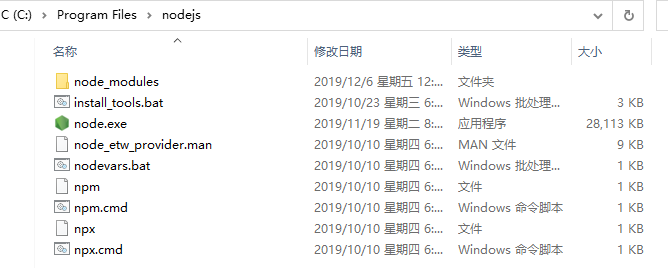 C (C:) > Program Files > nodejs
名称 修改日期 类型 大小
node_modules 2019/12/6 星期五 12:... 文件夹
install_tools.bat 2019/10/23 星期三 6:... Windows 批处理... 3 KB
node.exe 2019/11/19 星期二 8:... 应用程序 28,113 KB
node_etw_provider.man 2019/10/10 星期四 6:... MAN 文件 9 KB
nodevars.bat 2019/10/10 星期四 6:... Windows 批处理... 1 KB
npm 2019/10/10 星期四 6:... 文件 1 KB
npm.cmd 2019/10/10 星期四 6:... Windows 命令脚本 1 KB
npx 2019/10/10 星期四 6:... 文件 1 KB
npx.cmd 2019/10/10 星期四 6:... Windows 命令脚本 1 KB